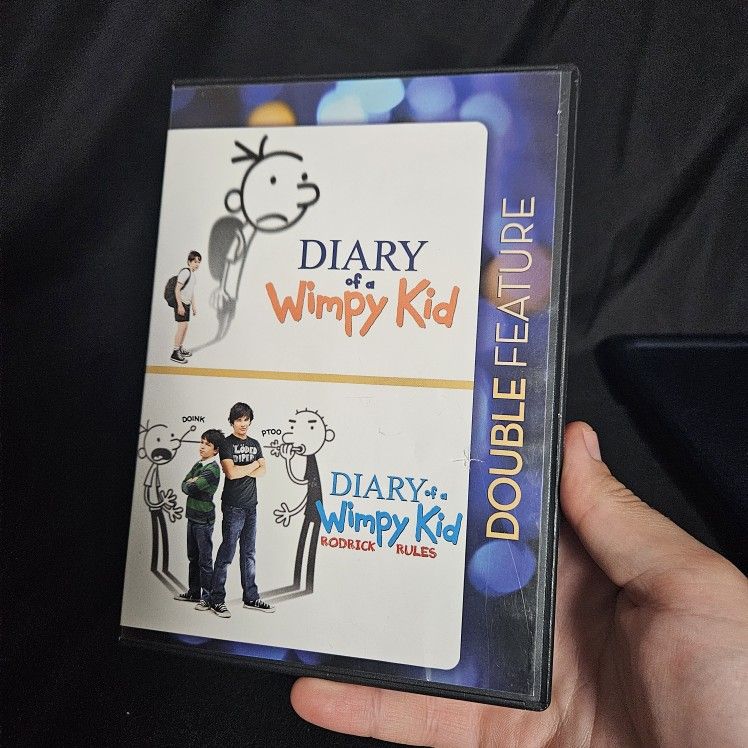 DIARY
of a
Wimpy Kid
DOUBLE FEATURE
DOINK
PTOO
LÖDED
DIPER
DIARY of a
Wimpy Kid
RODRICK RULES